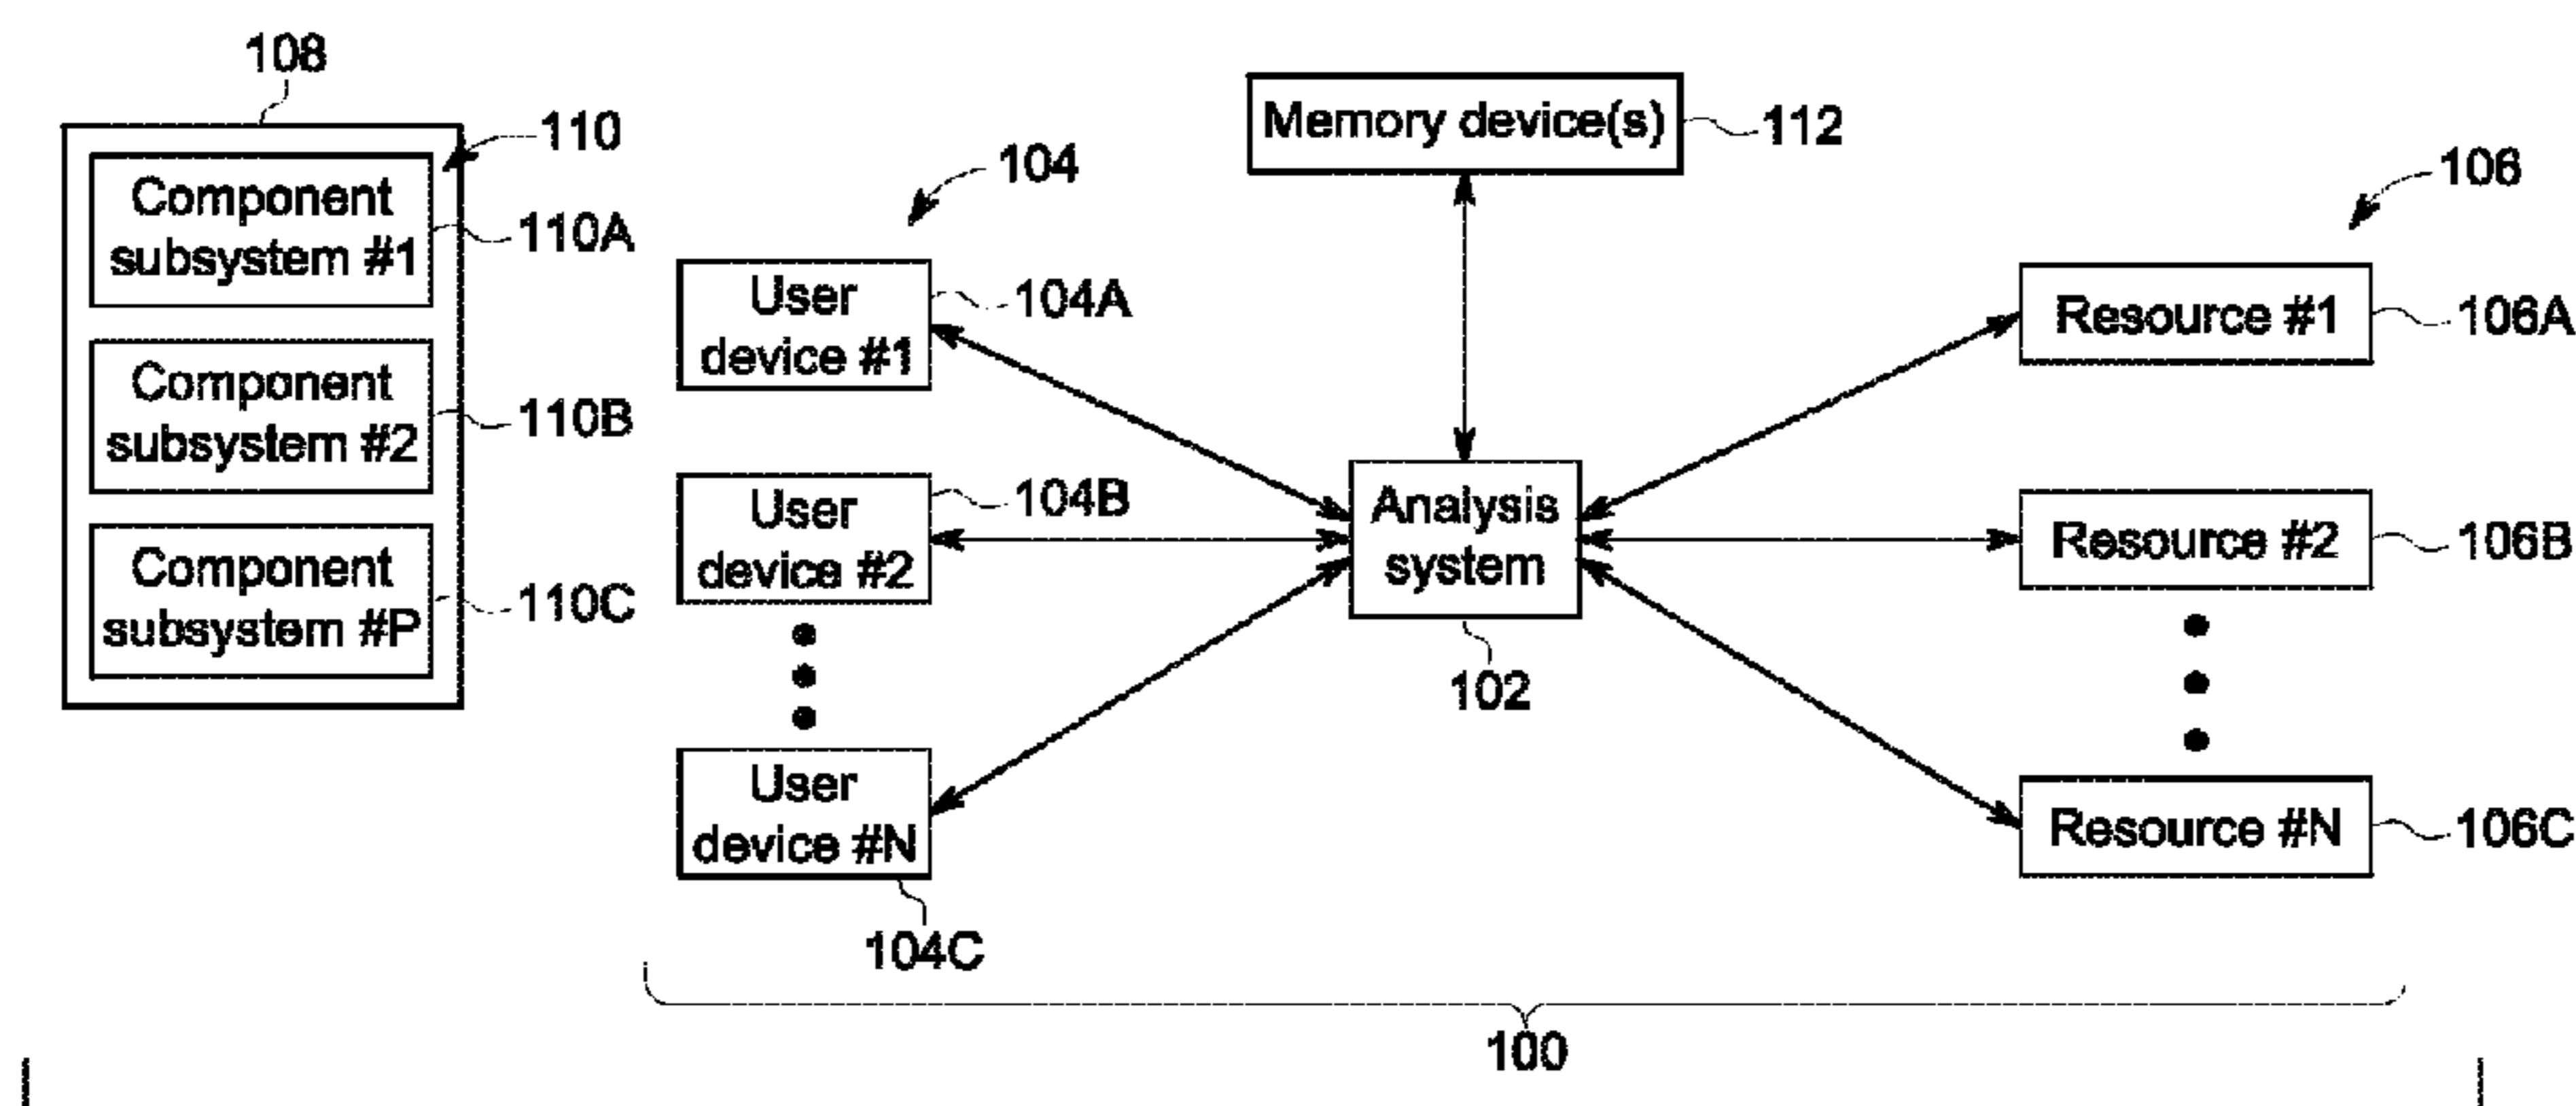 108
110
Component
subsystem #1
110A
Component
subsystem #2
110B
Component
subsystem #P
110C
104
User
device #1
104A
User
device #2
104B
User
device #N
104C
Memory device(s)
112
Analysis
system
102
106
Resource #1
106A
Resource #2
106B
Resource #N
106C
100